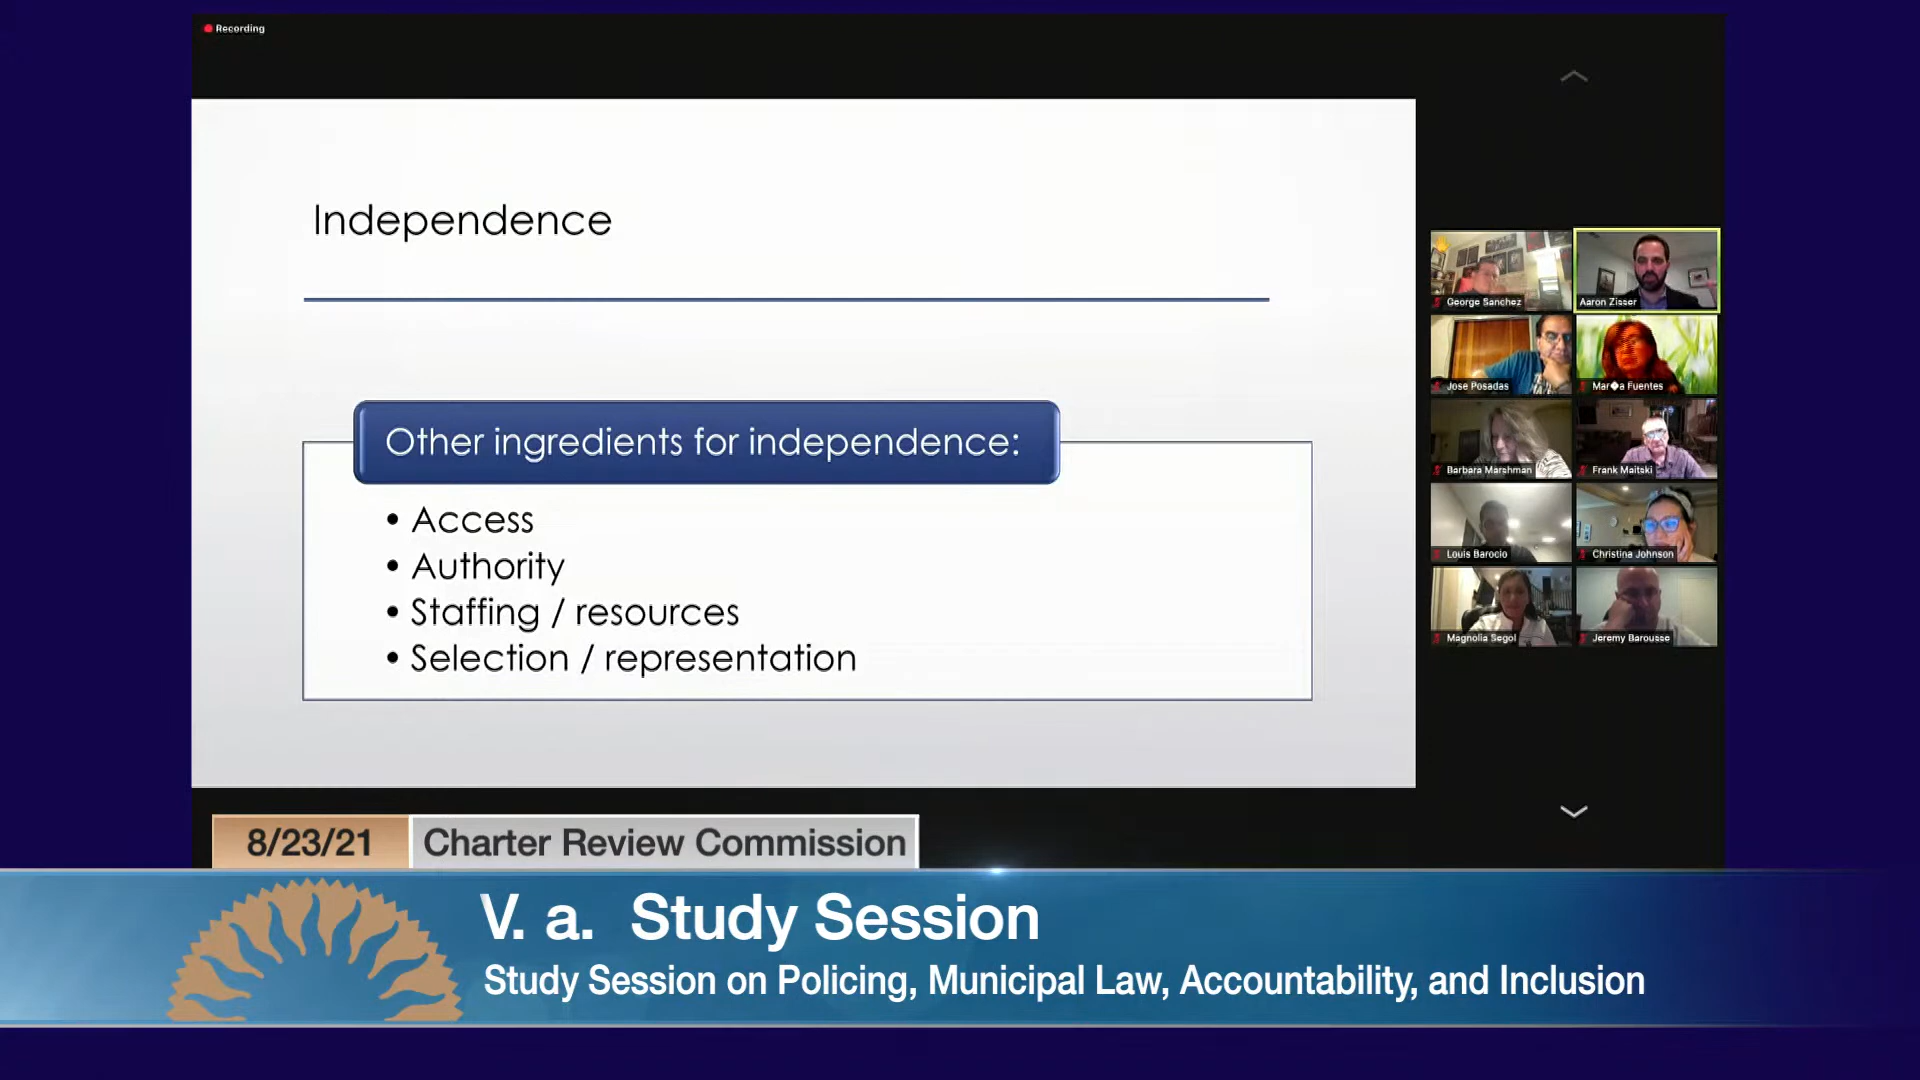 Recording
Independence
Other ingredients for independence:
• Access
• Authority
• Staffing / resources
• Selection / representation
George Sanchez
Aaron Zisser
Jose Posadas
Mar�a Fuentes
Barbara Marshman
Frank Maitski
Louis Barocio
Christina Johnson
Magnolia Segol
Jeremy Barousse
8/23/21
Charter Review Commission
V. a. Study Session
Study Session on Policing, Municipal Law, Accountability, and Inclusion